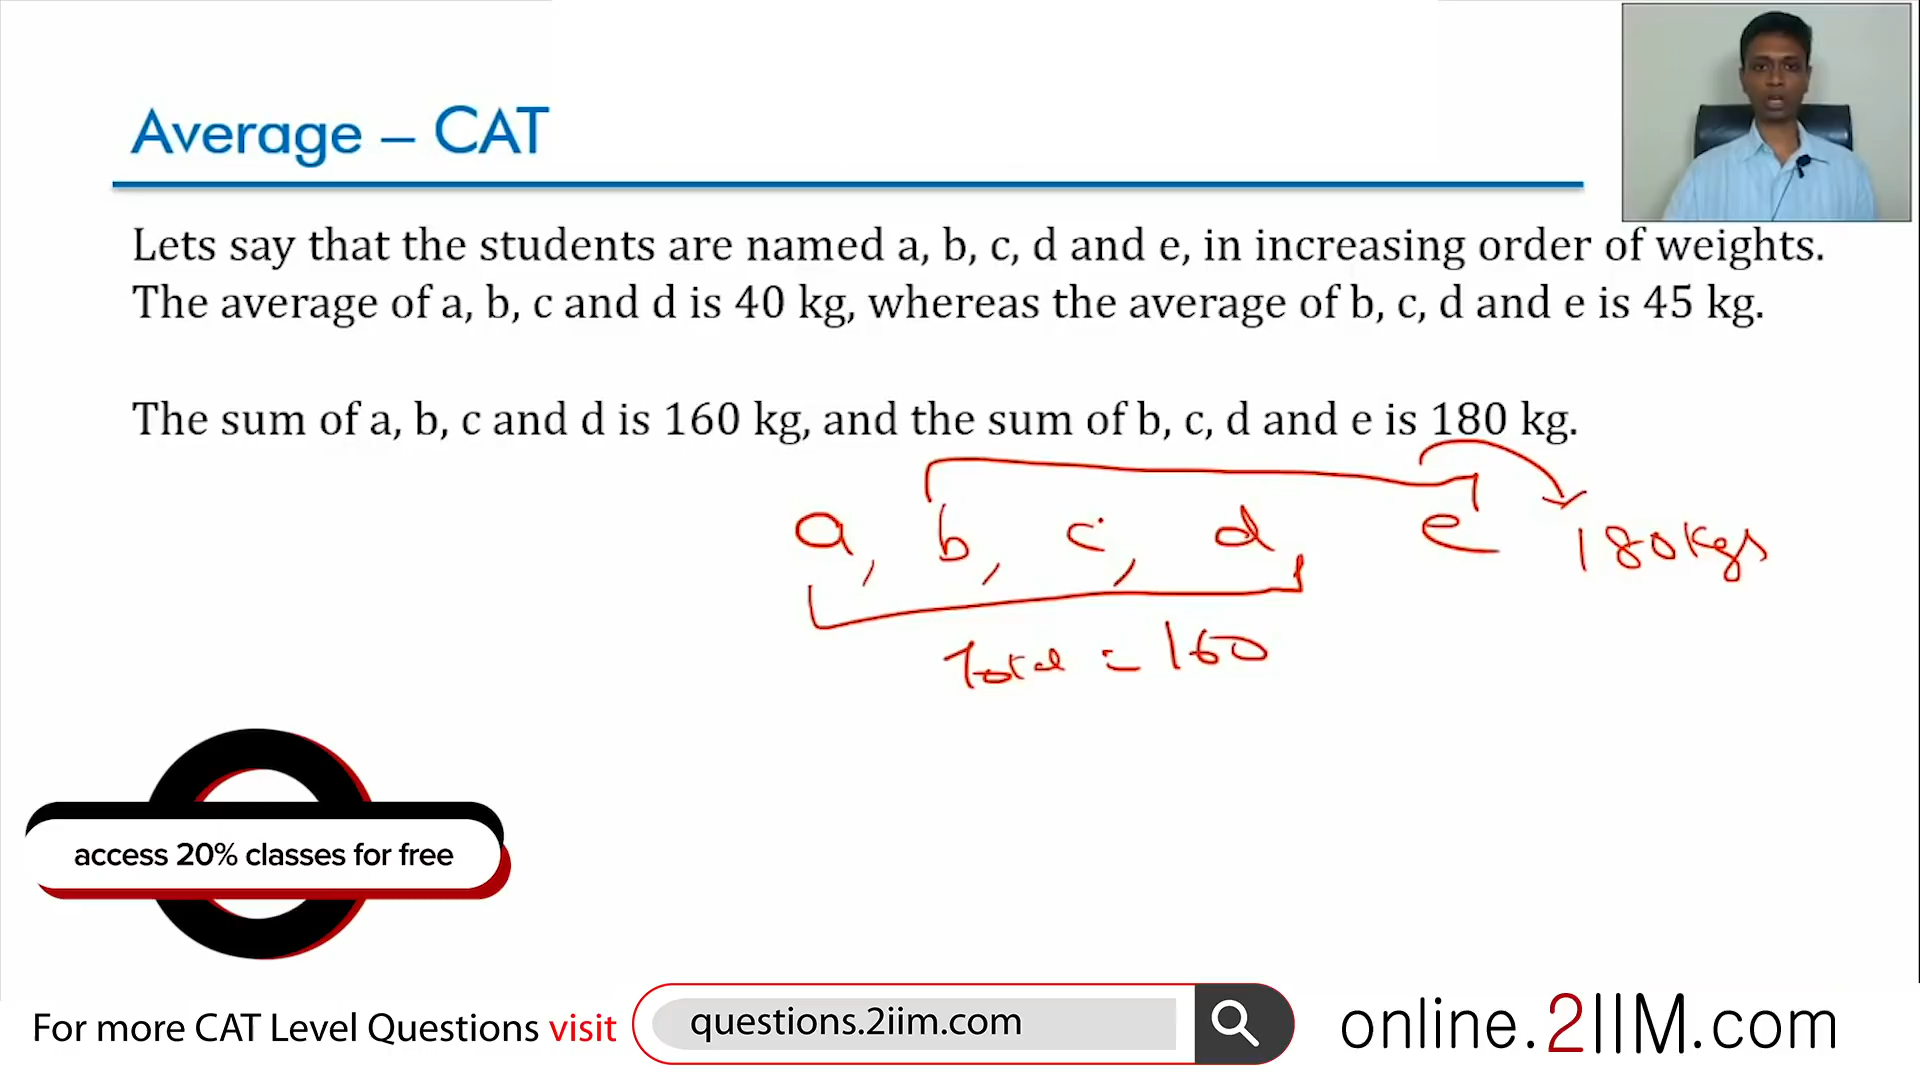 Average – CAT
Lets say that the students are named a, b, c, d and e, in increasing order of weights.
The average of a, b, c and d is 40 kg, whereas the average of b, c, d and e is 45 kg.
The sum of a, b, c and d is 160 kg, and the sum of b, c, d and e is 180 kg.
a, b, c, d e 180 kgs
Total = 160
access 20% classes for free
For more CAT Level Questions visit questions.2iim.com online.2IIM.com